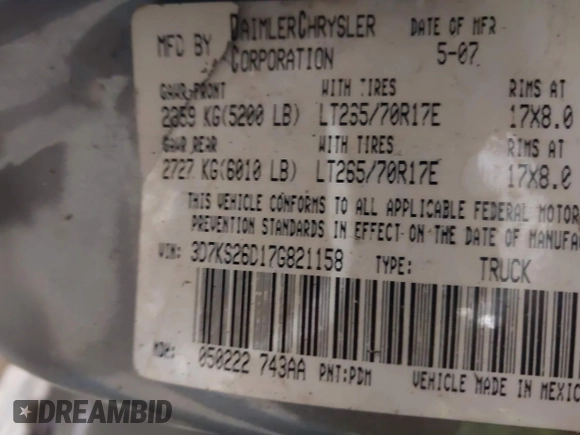 MFD BY DAIMLERCHRYSLER CORPORATION DATE OF MFR 5-07
GAWR FRONT WITH TIRES RIMS AT
2359 KG(5200 LB) LT265/70R17E 17X8.0
GAWR REAR WITH TIRES RIMS AT
2727 KG(6010 LB) LT265/70R17E 17X8.0
THIS VEHICLE CONFORMS TO ALL APPLICABLE FEDERAL MOTOR
PREVENTION STANDARDS IN EFFECT ON THE DATE OF MANUFA
VIN: 3D7KS26D17G821158 TYPE: TRUCK
MDH: 050222 743AA PNT:PDM VEHICLE MADE IN MEXIC
DREAMBID